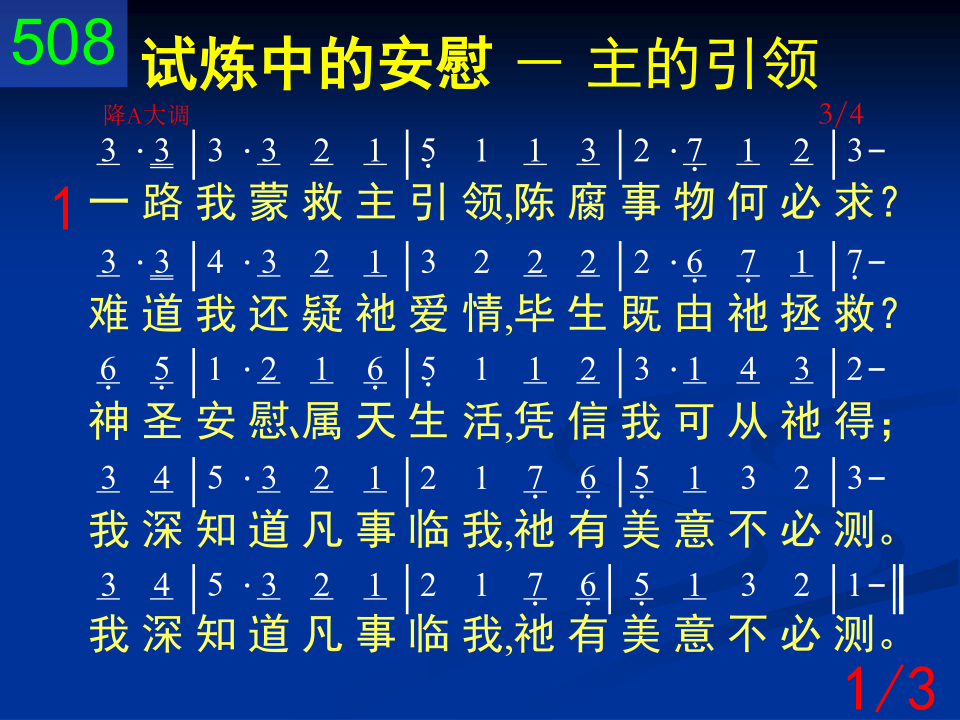 508
试炼中的安慰 － 主的引领
降A大调 3/4
3 · 3 | 3 · 3 2 1 | 5 1 1 3 | 2 · 7 1 2 | 3 -
1 一路我蒙救主引领,陈腐事物何必求？
3 · 3 | 4 · 3 2 1 | 3 2 2 2 | 2 · 6 7 1 | 7 -
难道我还疑祂爱情,毕生既由祂拯救？
6 5 | 1 · 2 1 6 | 5 1 1 2 | 3 · 1 4 3 | 2 -
神圣安慰、属天生活,凭信我可从祂得；
3 4 | 5 · 3 2 1 | 2 1 7 6 | 5 1 3 2 | 3 -
我深知道凡事临我,祂有美意不必测。
3 4 | 5 · 3 2 1 | 2 1 7 6 | 5 1 3 2 | 1 - ‖
我深知道凡事临我,祂有美意不必测。
1/3